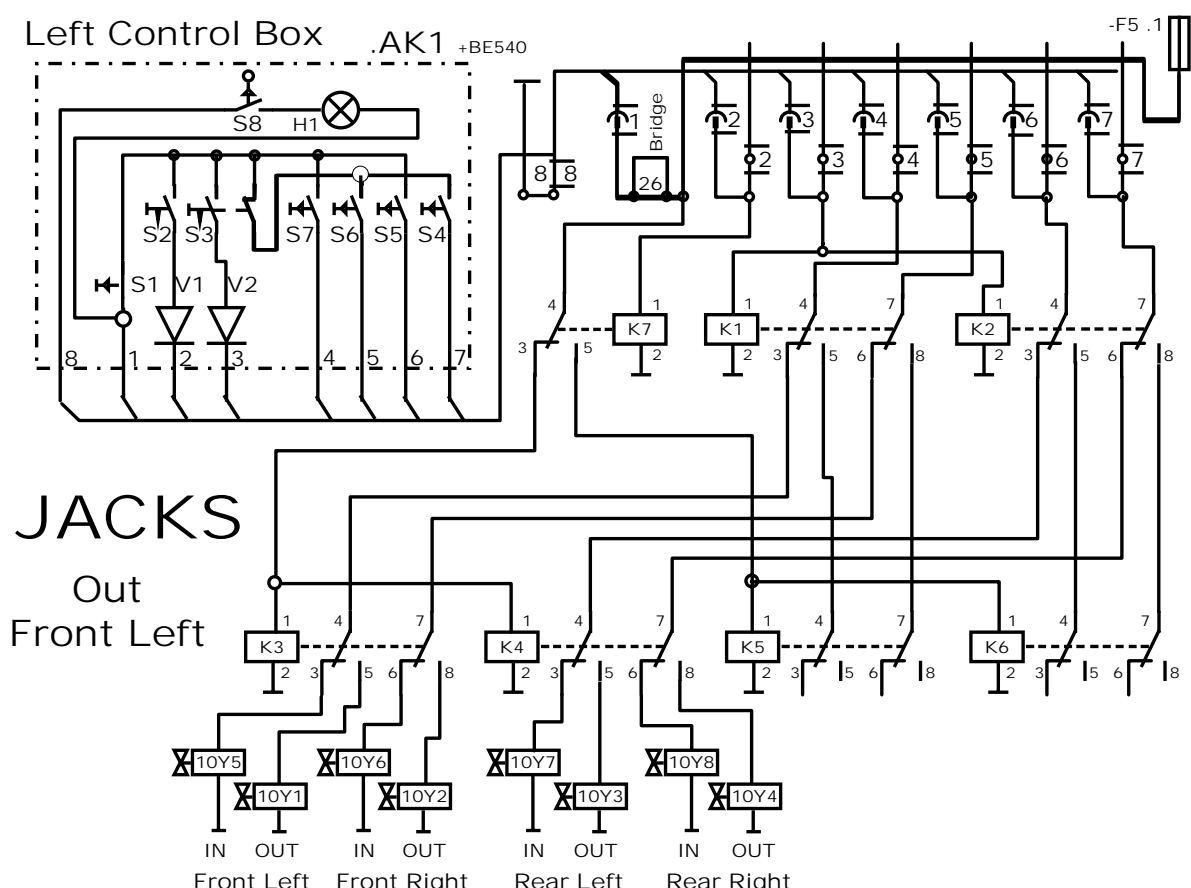 Left Control Box .AK1 +BE540
-F5 .1
S8 H1
1 2 3 4 5 6 7
Bridge
8 8 26 2 3 4 5 6 7
S2 S3 S7 S6 S5 S4
S1 V1 V2
4 1 1 4 7 1 4 7
K7 K1 K2
3 5 2 2 3 5 6 8 2 3 5 6 8
8 1 2 3 4 5 6 7
JACKS
Out
Front Left
1 4 7 1 4 7 1 4 7 1 4 7
K3 K4 K5 K6
2 3 5 6 8 2 3 5 6 8 2 3 5 6 8 2 3 5 6 8
10Y5 10Y6 10Y7 10Y8
10Y1 10Y2 10Y3 10Y4
IN OUT IN OUT IN OUT IN OUT
Front Left Front Right Rear Left Rear Right